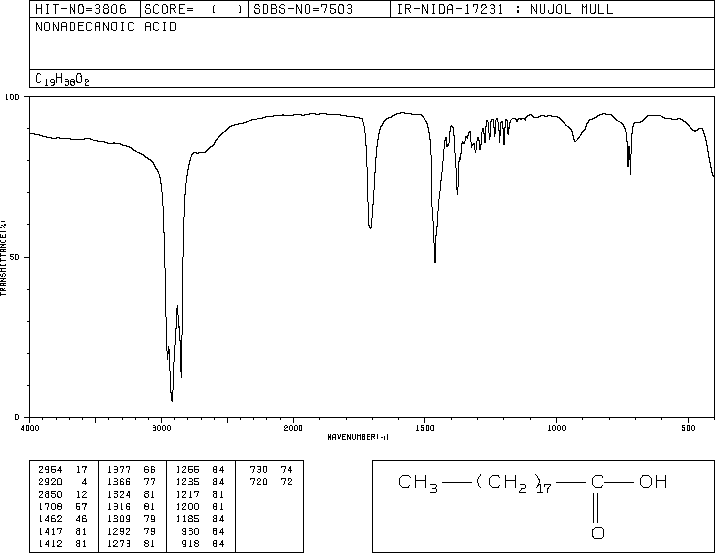 HIT-NO=3806 SCORE= ( ) SDBS-NO=7503 IR-NIDA-17231 : NUJOL MULL
NONADECANOIC ACID
C19H38O2
100
50
0
TRANSMITTANCE(%)
4000 3000 2000 1500 1000 500
WAVENUMBER(-1)
2954 17 1377 66 1266 84 730 74
2920 4 1366 77 1235 84 720 72
2850 12 1324 81 1217 81
1708 57 1316 81 1200 81
1462 46 1309 79 1185 84
1417 81 1292 79 930 84
1412 81 1273 81 918 84
CH3—(CH2)17—C—OH
O